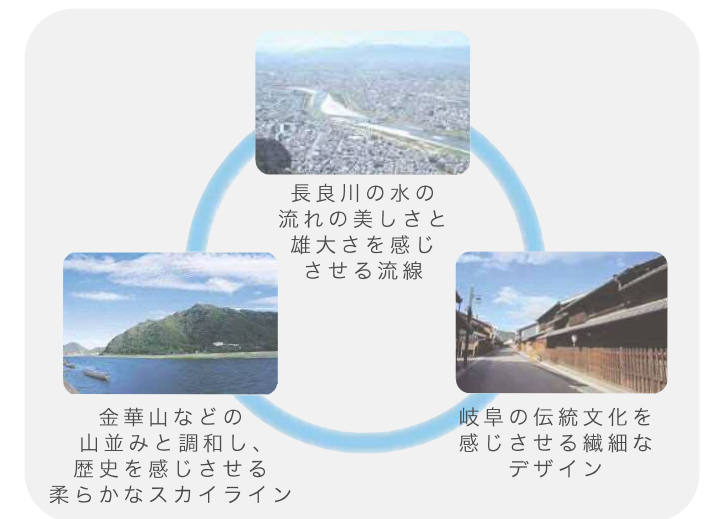 長良川の水の
流れの美しさと
雄大さを感じ
させる流線
金華山などの
山並みと調和し、
歴史を感じさせる
柔らかなスカイライン
岐阜の伝統文化を
感じさせる繊細な
デザイン